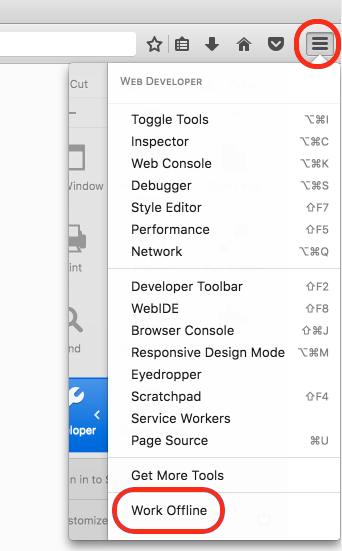 Cut
WEB DEVELOPER
Toggle Tools ⌥⌘I
Inspector ⌥⌘C
Window
Web Console ⌥⌘K
Debugger ⌥⌘S
Style Editor ⇧F7
Performance ⇧F5
Network ⌥⌘Q
int
Developer Toolbar ⇧F2
WebIDE ⇧F8
Browser Console ⇧⌘J
nd
Responsive Design Mode ⌥⌘M
Eyedropper
Scratchpad ⇧F4
Service Workers
loper
Page Source ⌘U
Get More Tools
n in to S
Work Offline
ustomize